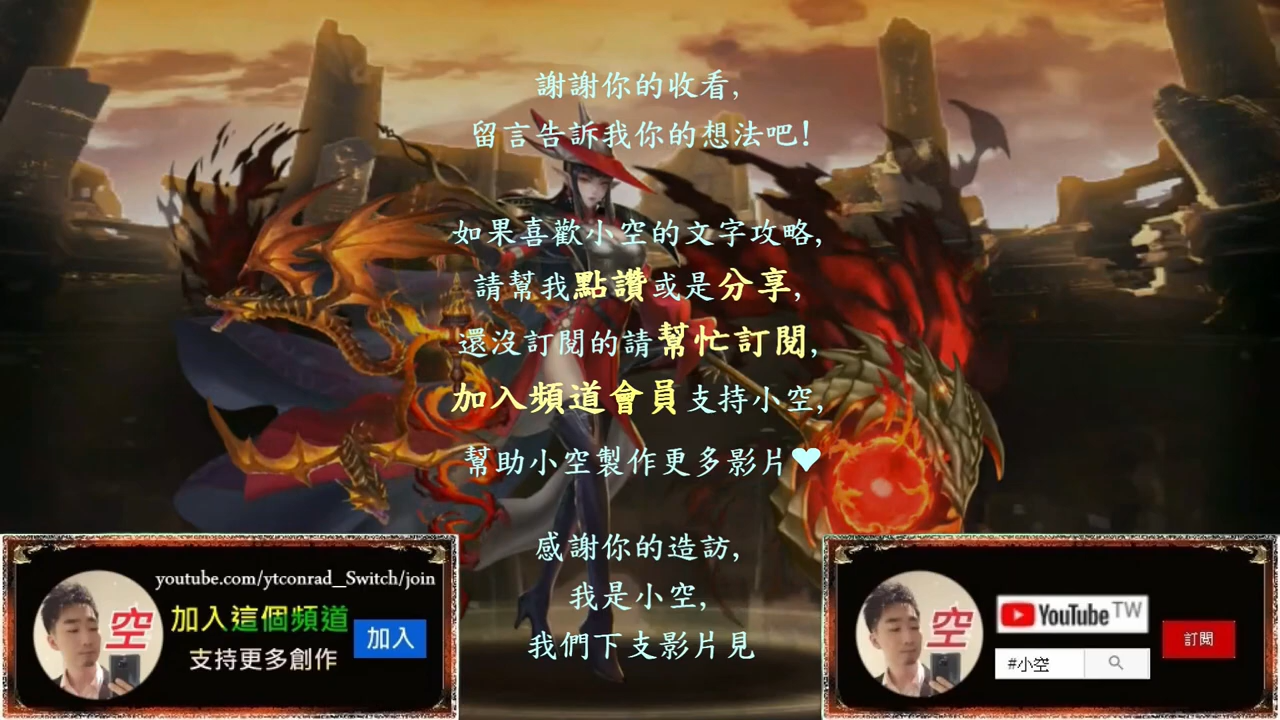 謝謝你的收看,
留言告訴我你的想法吧!
如果喜歡小空的文字攻略,
請幫我點讚或是分享,
還沒訂閱的請幫忙訂閱,
加入頻道會員支持小空,
幫助小空製作更多影片❤
感謝你的造訪,
我是小空,
我們下支影片見
youtube.com/ytconrad_Switch/join
空
加入這個頻道
加入
支持更多創作
空
YouTube TW
訂閱
#小空